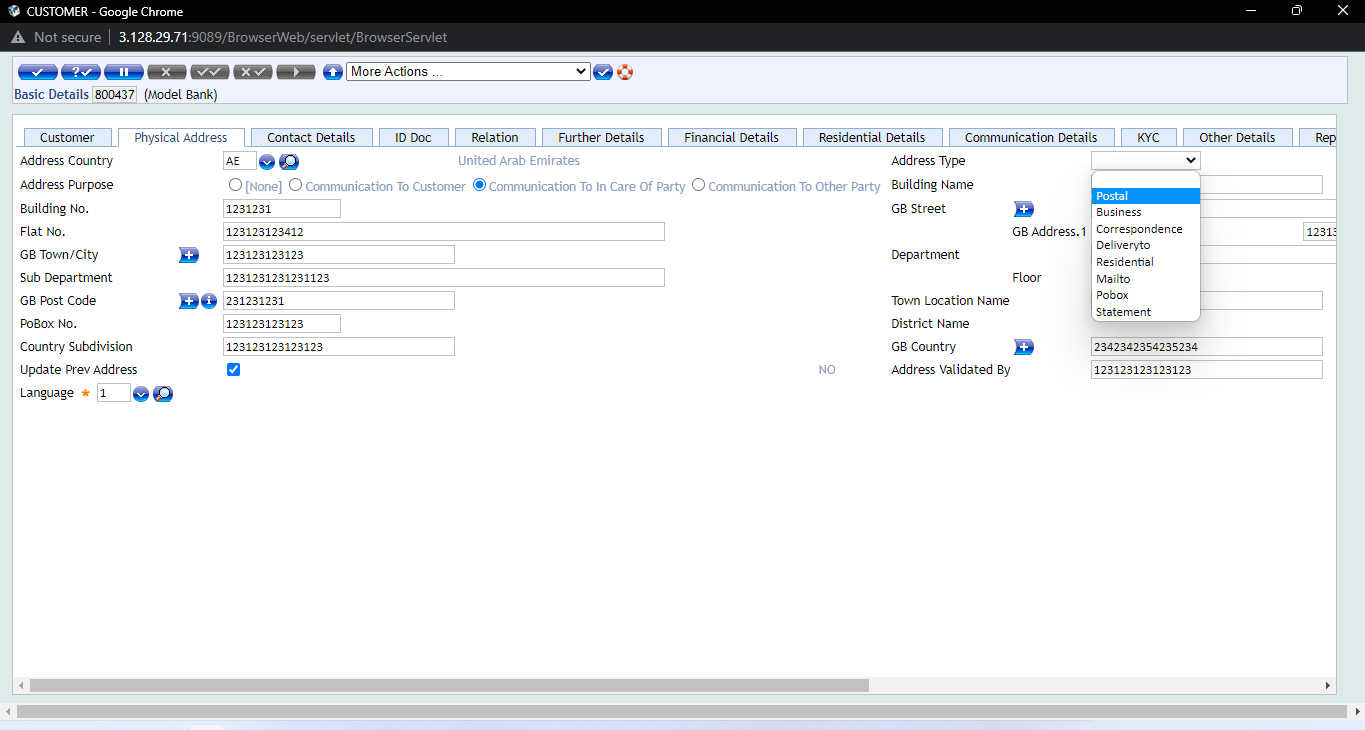 CUSTOMER - Google Chrome
Not secure 3.128.29.71:9089/BrowserWeb/servlet/BrowserServlet
More Actions ...
Basic Details 800437 (Model Bank)
Customer Physical Address Contact Details ID Doc Relation Further Details Financial Details Residential Details Communication Details KYC Other Details Rep
Address Country AE United Arab Emirates Address Type
Address Purpose [None] Communication To Customer Communication To In Care Of Party Communication To Other Party Building Name
Postal
Building No. 1231231 GB Street
Business
Flat No. 123123123412 GB Address.1 12313
Correspondence
GB Town/City 123123123123 Department
Deliveryto
Residential
Sub Department 1231231231231123 Floor
Mailto
GB Post Code 231231231 Town Location Name
Pobox
Statement
PoBox No. 123123123123 District Name
Country Subdivision 123123123123123 GB Country 2342342354235234
Update Prev Address NO Address Validated By 123123123123123
Language * 1